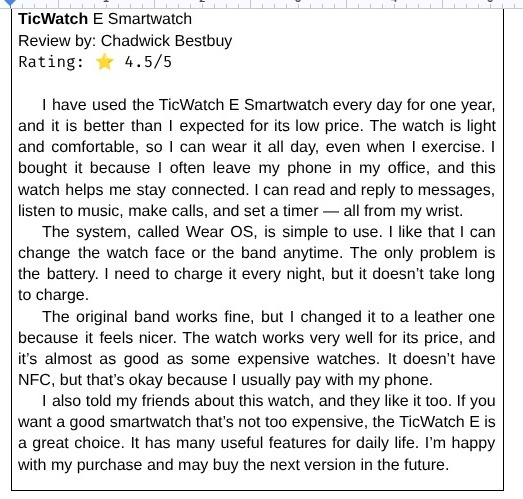 TicWatch E Smartwatch
Review by: Chadwick Bestbuy
Rating: ⭐ 4.5/5
I have used the TicWatch E Smartwatch every day for one year,
and it is better than I expected for its low price. The watch is light
and comfortable, so I can wear it all day, even when I exercise. I
bought it because I often leave my phone in my office, and this
watch helps me stay connected. I can read and reply to messages,
listen to music, make calls, and set a timer — all from my wrist.
The system, called Wear OS, is simple to use. I like that I can
change the watch face or the band anytime. The only problem is
the battery. I need to charge it every night, but it doesn’t take long
to charge.
The original band works fine, but I changed it to a leather one
because it feels nicer. The watch works very well for its price, and
it’s almost as good as some expensive watches. It doesn’t have
NFC, but that’s okay because I usually pay with my phone.
I also told my friends about this watch, and they like it too. If you
want a good smartwatch that’s not too expensive, the TicWatch E is
a great choice. It has many useful features for daily life. I’m happy
with my purchase and may buy the next version in the future.